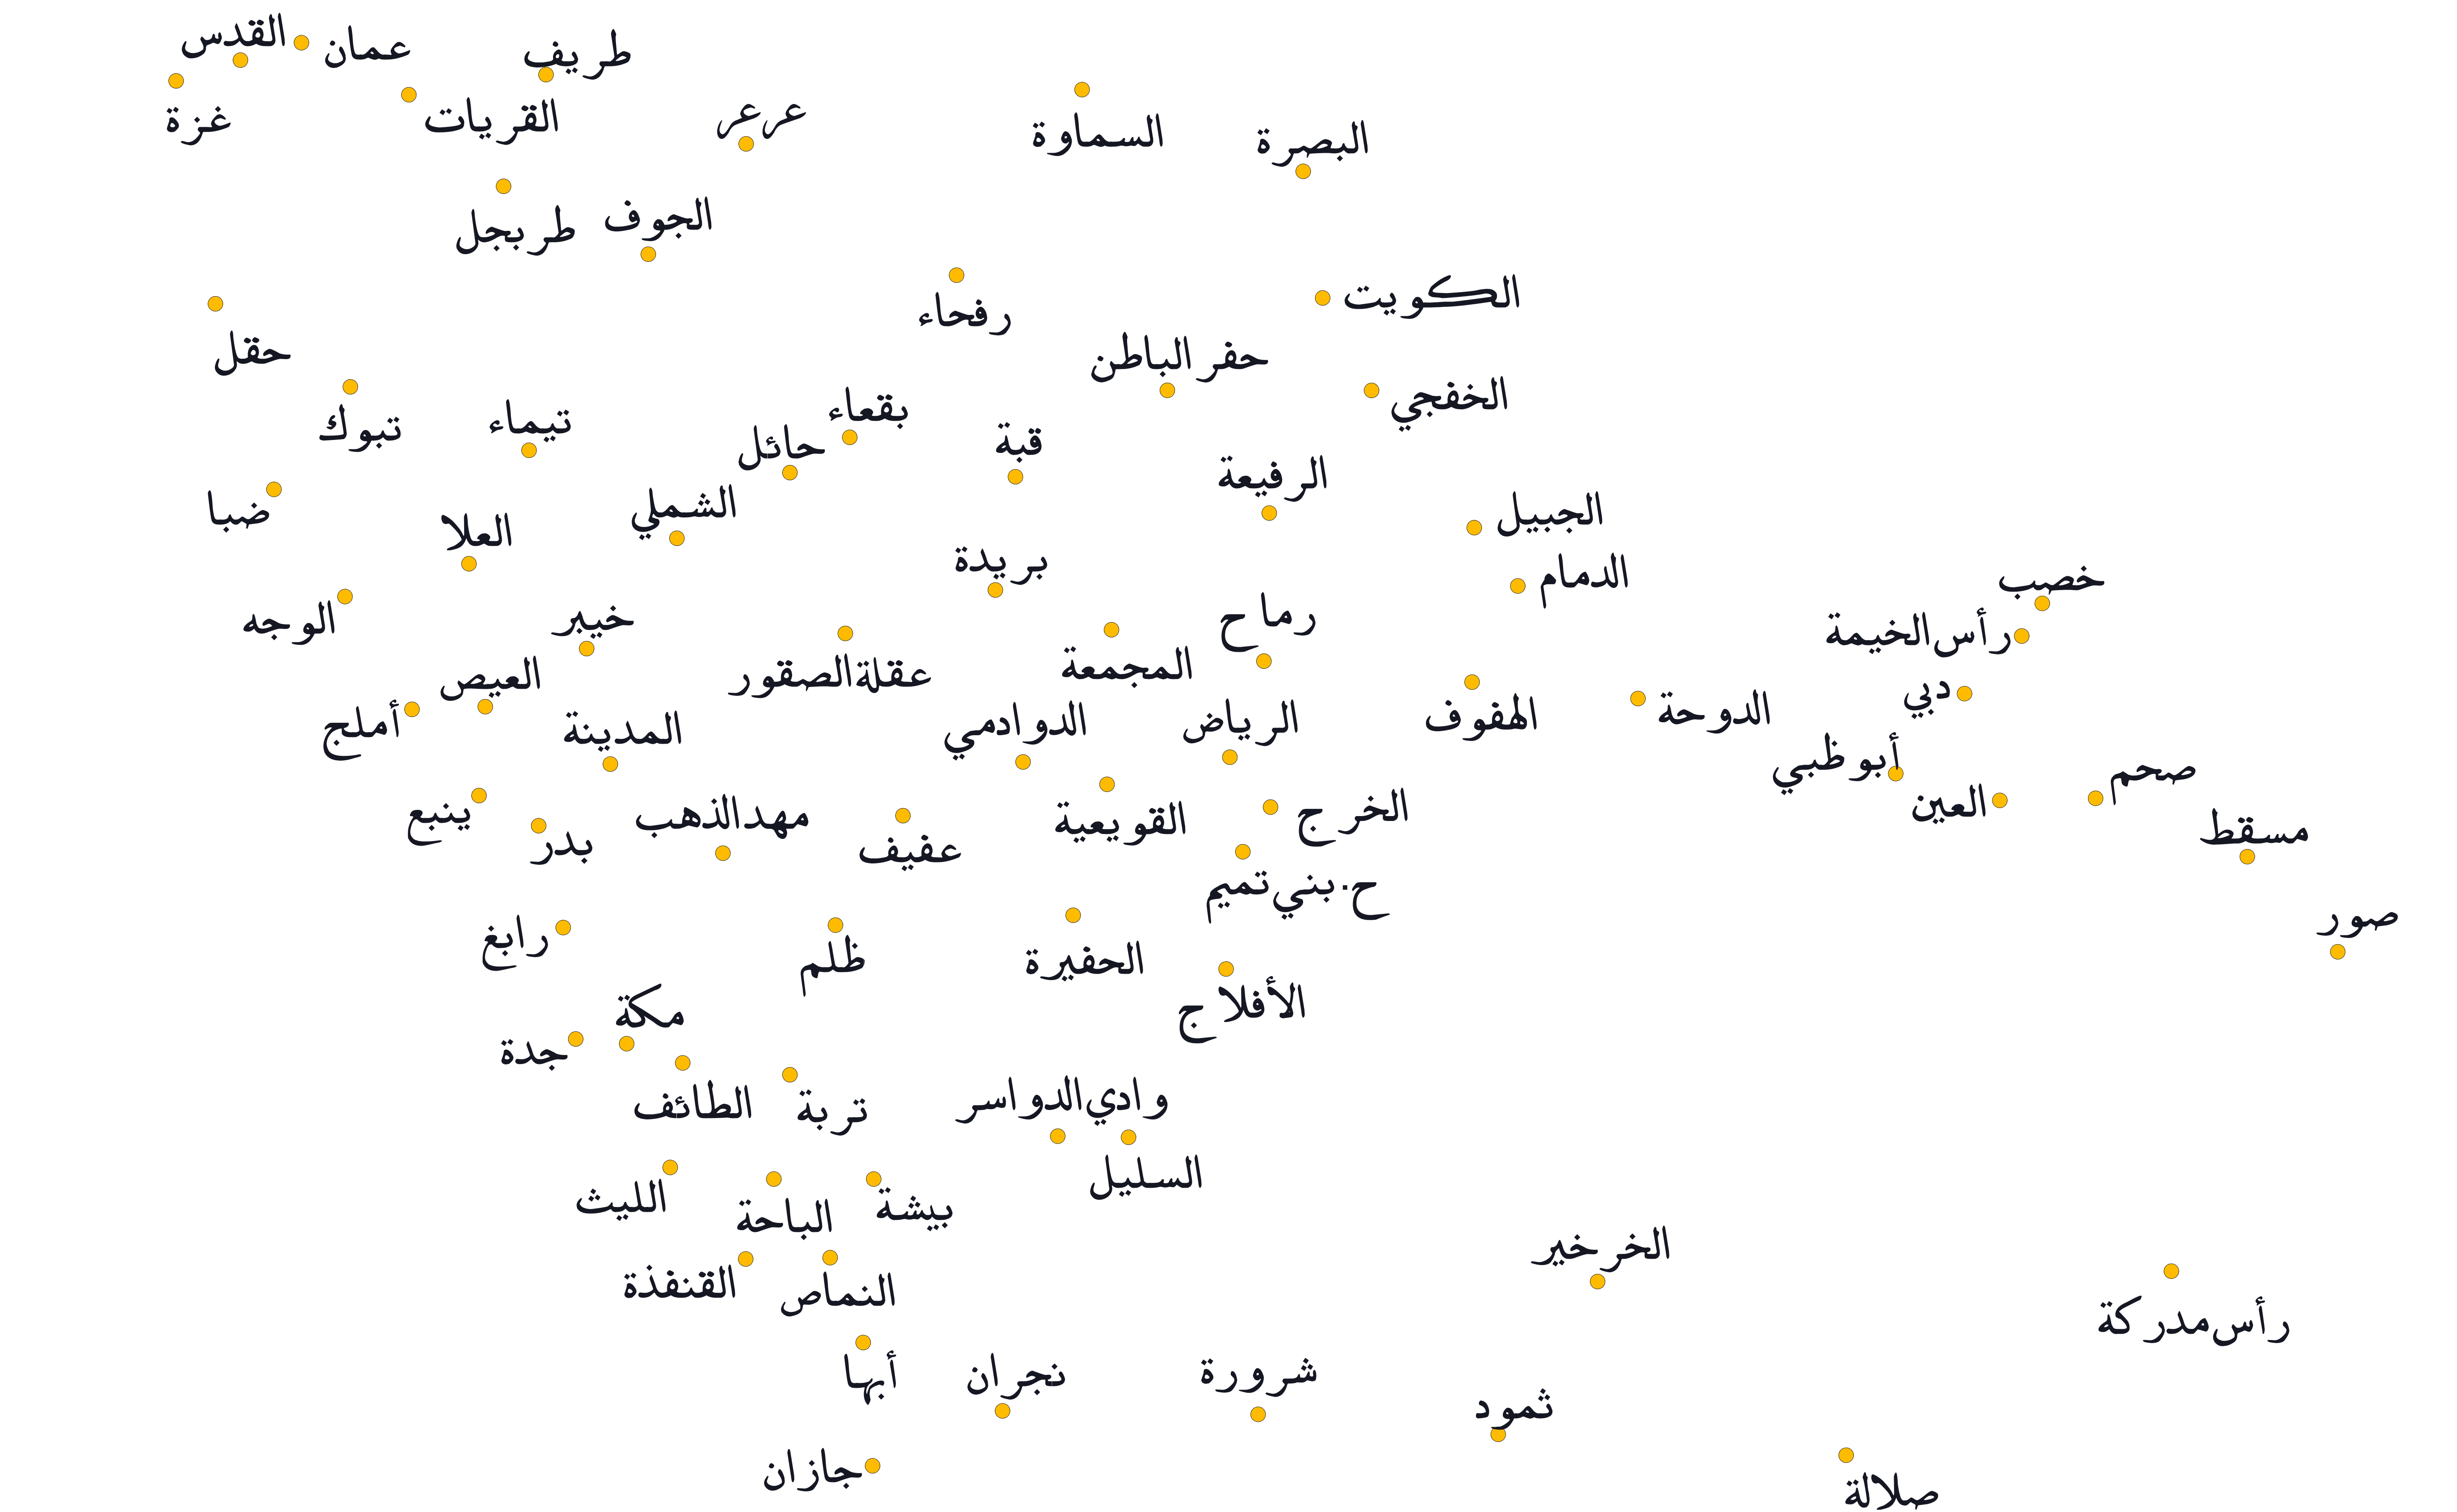 القدس
عمان
طريف
غزة
القريات
عرعر
السماوة
البصرة
طربجل
الجوف
رفحاء
الكويت
حقل
حفر الباطن
الخفجي
تبوك
تيماء
بقعاء
حائل
قبة
الرفيعة
ضبا
العلا
الشملي
الجبيل
بريدة
الدمام
خصب
الوجه
خيبر
رماح
رأس الخيمة
العيص
عقلة الصقور
المجمعة
أملج
المدينة
الدوادمي
الرياض
الهفوف
الدوحة
دبي
أبو ظبي
صحم
العين
ينبع
بدر
مهد الذهب
عفيف
القويعية
الخرج
مسقط
ح. بني تميم
صور
رابغ
ظلم
الحفيرة
الأفلاج
مكة
جدة
الطائف
تربة
وادي الدواسر
السليل
الليث
الباحة
بيشة
الخرخير
القنفذة
النماص
رأس مدركة
أبها
نجران
شرورة
ثمود
جازان
صلالة